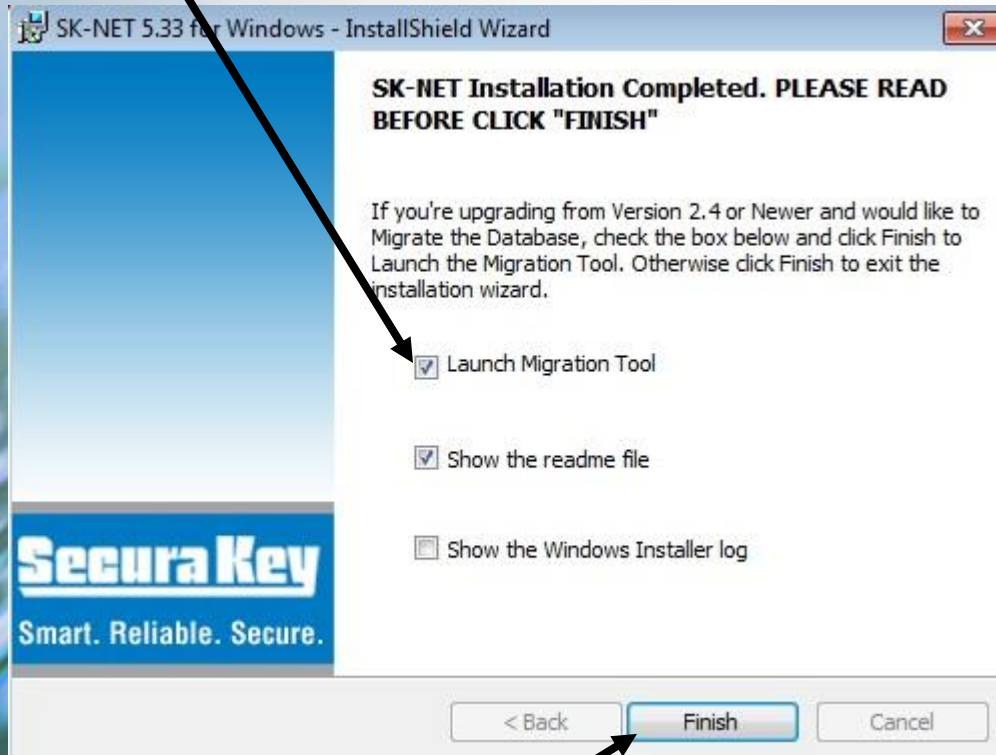 SK-NET 5.33 for Windows - InstallShield Wizard
SK-NET Installation Completed. PLEASE READ
BEFORE CLICK "FINISH"
If you're upgrading from Version 2.4 or Newer and would like to
Migrate the Database, check the box below and click Finish to
Launch the Migration Tool. Otherwise click Finish to exit the
installation wizard.
Launch Migration Tool
Show the readme file
Show the Windows Installer log
Secura Key
Smart. Reliable. Secure.
< Back
Finish
Cancel